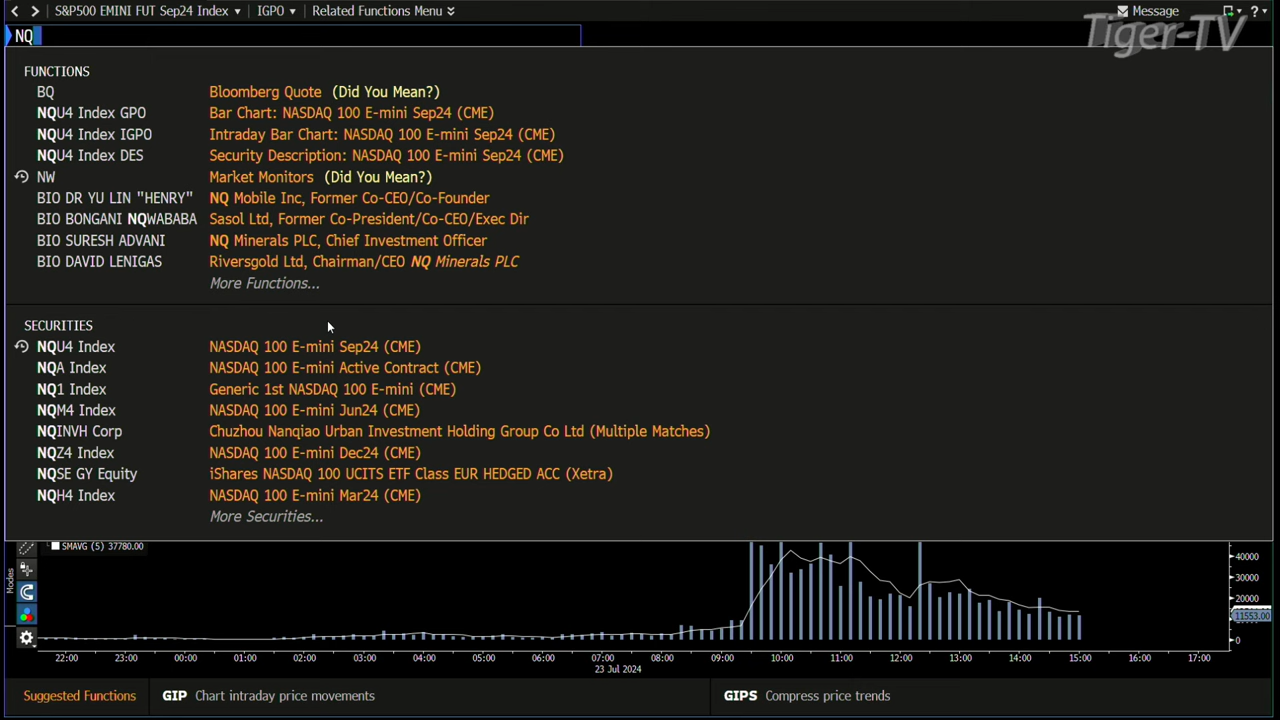 S&P500 EMINI FUT Sep24 Index IGPO Related Functions Menu Message ?
Tiger-TV
NQ
FUNCTIONS
BQ Bloomberg Quote (Did You Mean?)
NQU4 Index GPO Bar Chart: NASDAQ 100 E-mini Sep24 (CME)
NQU4 Index IGPO Intraday Bar Chart: NASDAQ 100 E-mini Sep24 (CME)
NQU4 Index DES Security Description: NASDAQ 100 E-mini Sep24 (CME)
NW Market Monitors (Did You Mean?)
BIO DR YU LIN "HENRY" NQ Mobile Inc, Former Co-CEO/Co-Founder
BIO BONGANI NQWABABA Sasol Ltd, Former Co-President/Co-CEO/Exec Dir
BIO SURESH ADVANI NQ Minerals PLC, Chief Investment Officer
BIO DAVID LENIGAS Riversgold Ltd, Chairman/CEO NQ Minerals PLC
More Functions...
SECURITIES
NQU4 Index NASDAQ 100 E-mini Sep24 (CME)
NQA Index NASDAQ 100 E-mini Active Contract (CME)
NQ1 Index Generic 1st NASDAQ 100 E-mini (CME)
NQM4 Index NASDAQ 100 E-mini Jun24 (CME)
NQINVH Corp Chuzhou Nanqiao Urban Investment Holding Group Co Ltd (Multiple Matches)
NQZ4 Index NASDAQ 100 E-mini Dec24 (CME)
NQSE GY Equity iShares NASDAQ 100 UCITS ETF Class EUR HEDGED ACC (Xetra)
NQH4 Index NASDAQ 100 E-mini Mar24 (CME)
More Securities...
SMAVG (5) 37780.00
Modes
40000
30000
20000
11553.00
0
22:00 23:00 00:00 01:00 02:00 03:00 04:00 05:00 06:00 07:00 08:00 09:00 10:00 11:00 12:00 13:00 14:00 15:00 16:00 17:00
23 Jul 2024
Suggested Functions GIP Chart intraday price movements GIPS Compress price trends